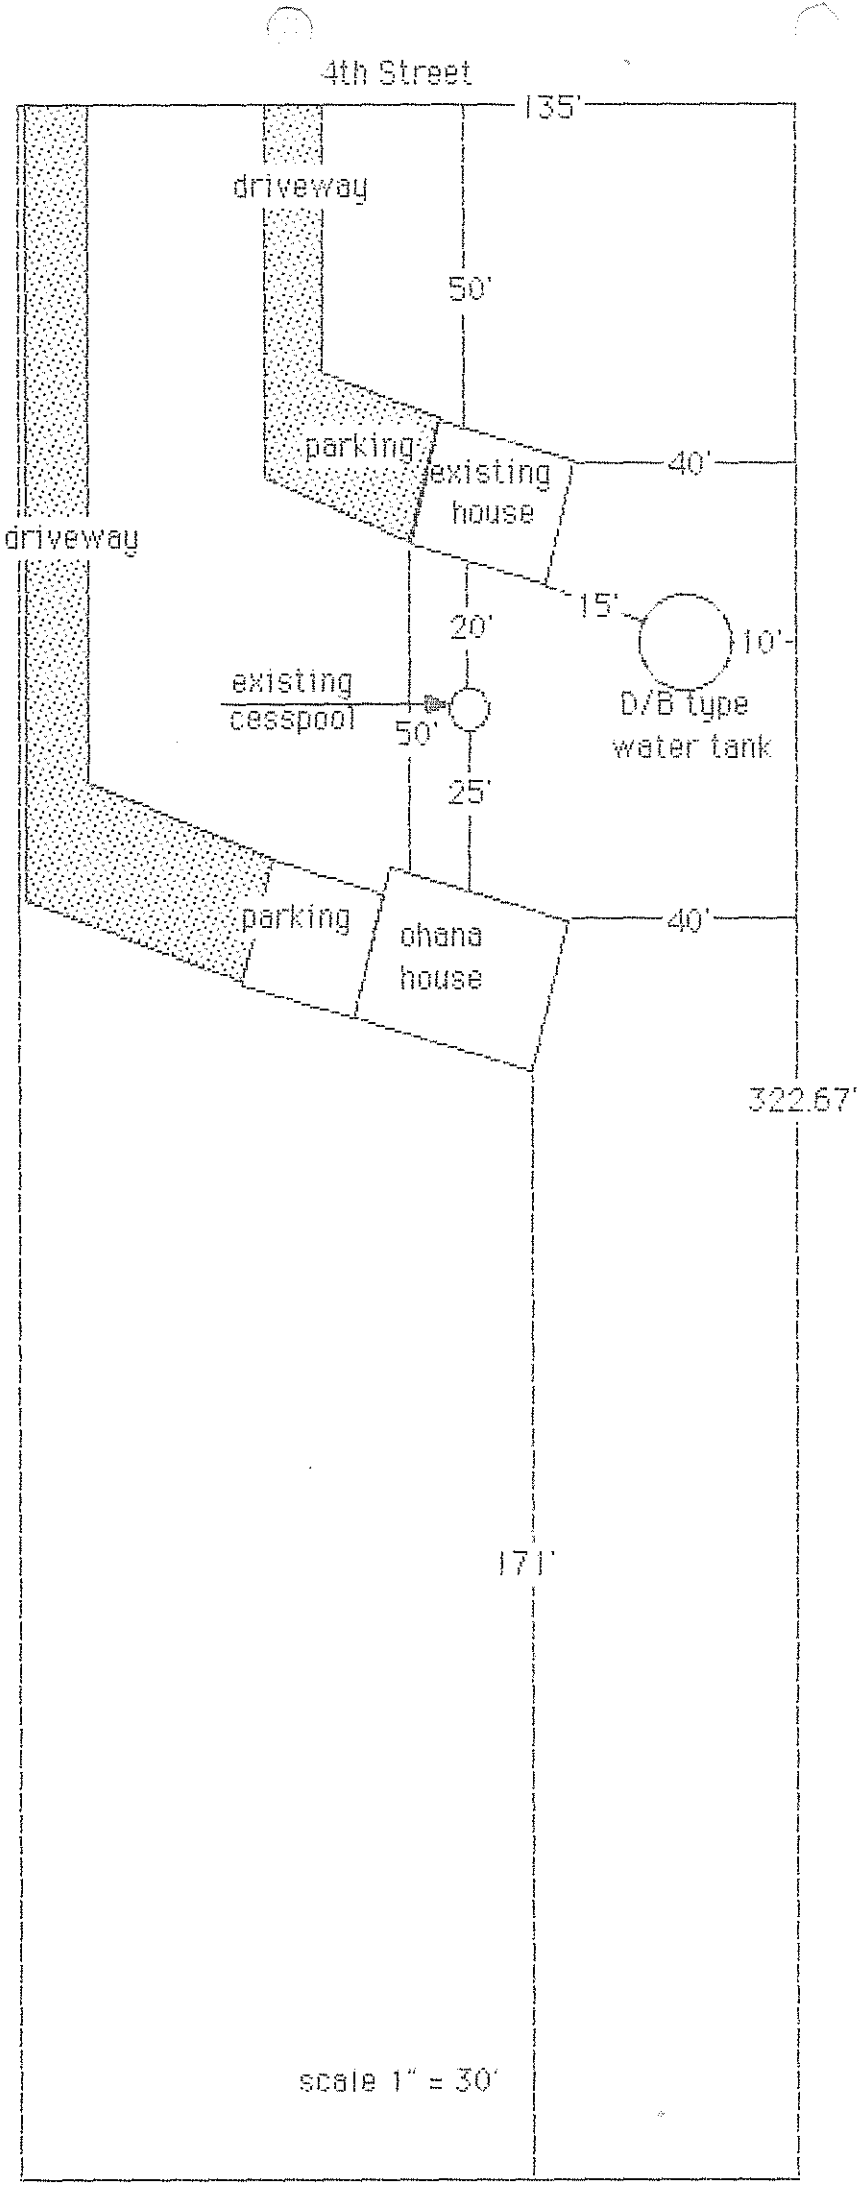 4th Street
135'
driveway
50'
parking
existing
house
40'
driveway
15'
20'
10'
existing
cesspool
D/B type
water tank
50'
25'
parking
ohana
house
40'
322.67'
171'
scale 1" = 30'